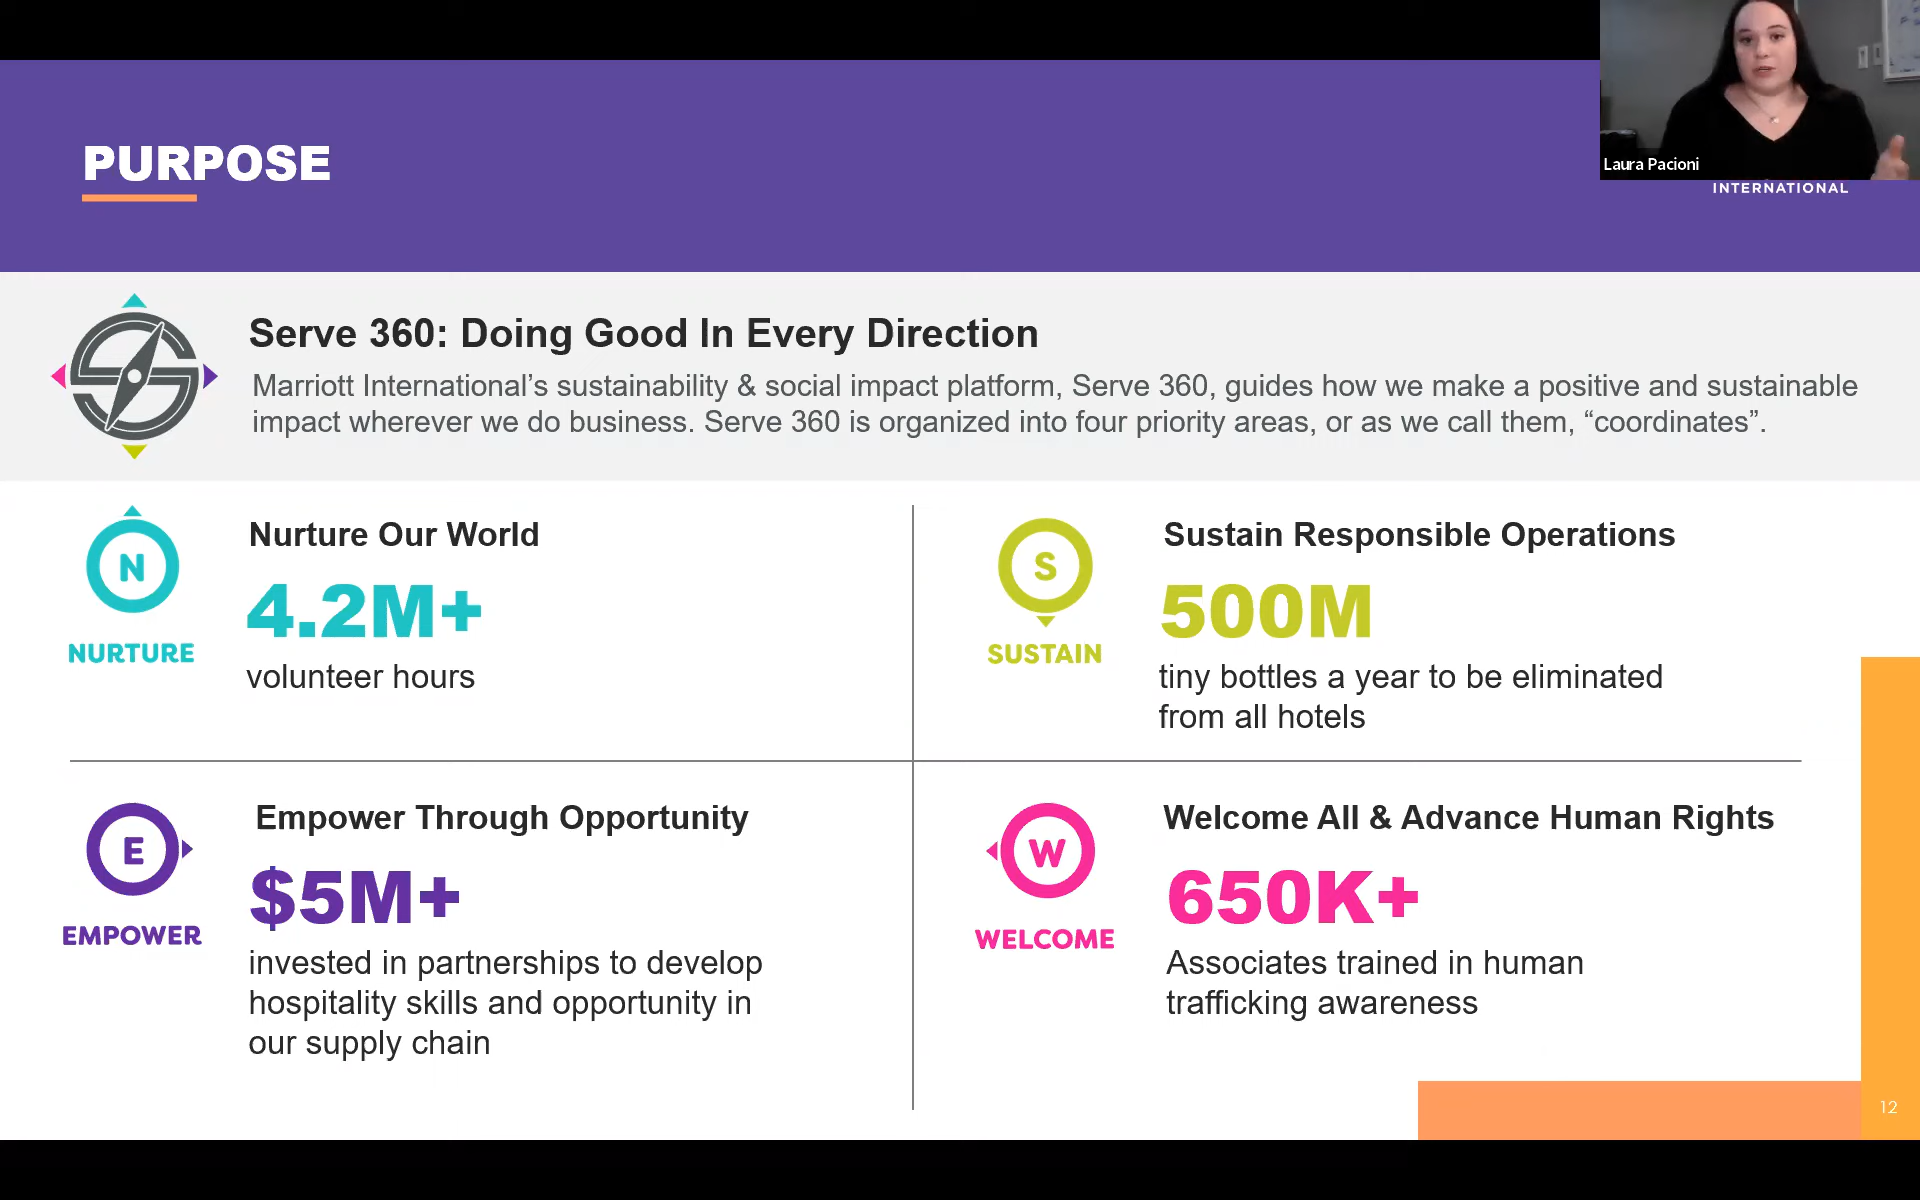 PURPOSE
Laura Pacioni
INTERNATIONAL
Serve 360: Doing Good In Every Direction
Marriott International’s sustainability & social impact platform, Serve 360, guides how we make a positive and sustainable
impact wherever we do business. Serve 360 is organized into four priority areas, or as we call them, “coordinates”.
N
NURTURE
Nurture Our World
4.2M+
volunteer hours
S
SUSTAIN
Sustain Responsible Operations
500M
tiny bottles a year to be eliminated
from all hotels
E
EMPOWER
Empower Through Opportunity
$5M+
invested in partnerships to develop
hospitality skills and opportunity in
our supply chain
W
WELCOME
Welcome All & Advance Human Rights
650K+
Associates trained in human
trafficking awareness
12